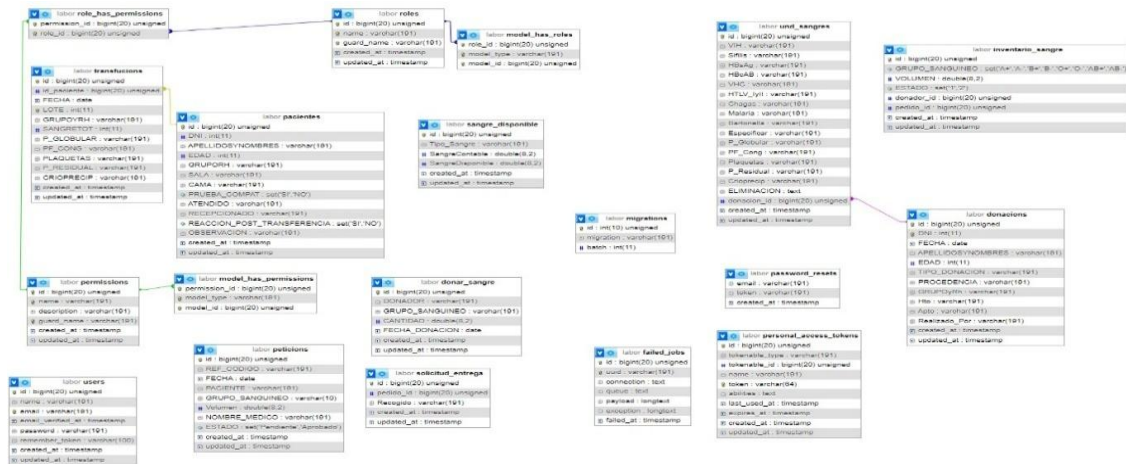 labor role_has_permissions
permission_id : bigint(20) unsigned
role_id : bigint(20) unsigned
labor roles
id : bigint(20) unsigned
name : varchar(191)
guard_name : varchar(191)
created_at : timestamp
updated_at : timestamp
labor model_has_roles
role_id : bigint(20) unsigned
model_type : varchar(191)
model_id : bigint(20) unsigned
labor und_sangres
id : bigint(20) unsigned
VIH : varchar(191)
Sifilis : varchar(191)
HBsAg : varchar(191)
HBcAB : varchar(191)
VHC : varchar(191)
HTLV_IyII : varchar(191)
Chagas : varchar(191)
Malaria : varchar(191)
Bartonella : varchar(191)
Especificar : varchar(191)
P_Globular : varchar(191)
PF_Cong : varchar(191)
Plaquetas : varchar(191)
P_Residual : varchar(191)
Crioprecip : varchar(191)
ELIMINACION : text
donacion_id : bigint(20) unsigned
created_at : timestamp
updated_at : timestamp
labor inventario_sangre
id : bigint(20) unsigned
GRUPO_SANGUINEO : set('A+','A-','B+','B-','O+','O-','AB+','AB-')
VOLUMEN : double(8,2)
ESTADO : set('1','2')
donador_id : bigint(20) unsigned
pedido_id : bigint(20) unsigned
created_at : timestamp
updated_at : timestamp
labor transfucions
id : bigint(20) unsigned
id_paciente : bigint(20) unsigned
FECHA : date
LOTE : int(11)
GRUPOYRH : varchar(191)
SANGRETOT : int(11)
P_GLOBULAR : varchar(191)
PF_CONG : varchar(191)
PLAQUETAS : varchar(191)
P_RESIDUAL : varchar(191)
CRIOPRECIP : varchar(191)
created_at : timestamp
updated_at : timestamp
labor pacientes
id : bigint(20) unsigned
DNI : int(11)
APELLIDOSYNOMBRES : varchar(191)
EDAD : int(11)
GRUPORH : varchar(191)
SALA : varchar(191)
CAMA : varchar(191)
PRUEBA_COMPAT : set('SI','NO')
ATENDIDO : varchar(191)
RECEPCIONADO : varchar(191)
REACCION_POST_TRANSFERENCIA : set('SI','NO')
OBSERVACION : varchar(191)
created_at : timestamp
updated_at : timestamp
labor sangre_disponible
id : bigint(20) unsigned
Tipo_Sangre : varchar(191)
SangreContable : double(8,2)
SangreDisponible : double(8,2)
created_at : timestamp
updated_at : timestamp
labor migrations
id : int(10) unsigned
migration : varchar(191)
batch : int(11)
labor donacions
id : bigint(20) unsigned
DNI : int(11)
FECHA : date
APELLIDOSYNOMBRES : varchar(191)
EDAD : int(11)
TIPO_DONACION : varchar(191)
PROCEDENCIA : varchar(191)
GRUPOyRh : varchar(191)
Hto : varchar(191)
Apto : varchar(191)
Realizado_Por : varchar(191)
created_at : timestamp
updated_at : timestamp
labor permissions
id : bigint(20) unsigned
name : varchar(191)
description : varchar(191)
guard_name : varchar(191)
created_at : timestamp
updated_at : timestamp
labor model_has_permissions
permission_id : bigint(20) unsigned
model_type : varchar(191)
model_id : bigint(20) unsigned
labor donar_sangre
id : bigint(20) unsigned
DONADOR : varchar(191)
GRUPO_SANGUINEO : varchar(191)
CANTIDAD : double(8,2)
FECHA_DONACION : date
created_at : timestamp
updated_at : timestamp
labor password_resets
email : varchar(191)
token : varchar(191)
created_at : timestamp
labor users
id : bigint(20) unsigned
name : varchar(191)
email : varchar(191)
email_verified_at : timestamp
password : varchar(191)
remember_token : varchar(100)
created_at : timestamp
updated_at : timestamp
labor peticions
id : bigint(20) unsigned
REF_CODIGO : varchar(191)
FECHA : date
PACIENTE : varchar(191)
GRUPO_SANGUINEO : varchar(10)
Volumen : double(8,2)
NOMBRE_MEDICO : varchar(191)
ESTADO : set('Pendiente','Aprobado')
created_at : timestamp
updated_at : timestamp
labor solicitud_entrega
id : bigint(20) unsigned
pedido_id : bigint(20) unsigned
Recogido : varchar(191)
created_at : timestamp
updated_at : timestamp
labor failed_jobs
id : bigint(20) unsigned
uuid : varchar(191)
connection : text
queue : text
payload : longtext
exception : longtext
failed_at : timestamp
labor personal_access_tokens
id : bigint(20) unsigned
tokenable_type : varchar(191)
tokenable_id : bigint(20) unsigned
name : varchar(191)
token : varchar(64)
abilities : text
last_used_at : timestamp
expires_at : timestamp
created_at : timestamp
updated_at : timestamp